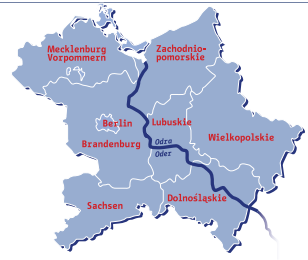 Mecklenburg
Vorpommern
Zachodnio-
pomorskie
Berlin
Lubuskie
Brandenburg
Odra
Oder
Wielkopolskie
Sachsen
Dolnośląskie